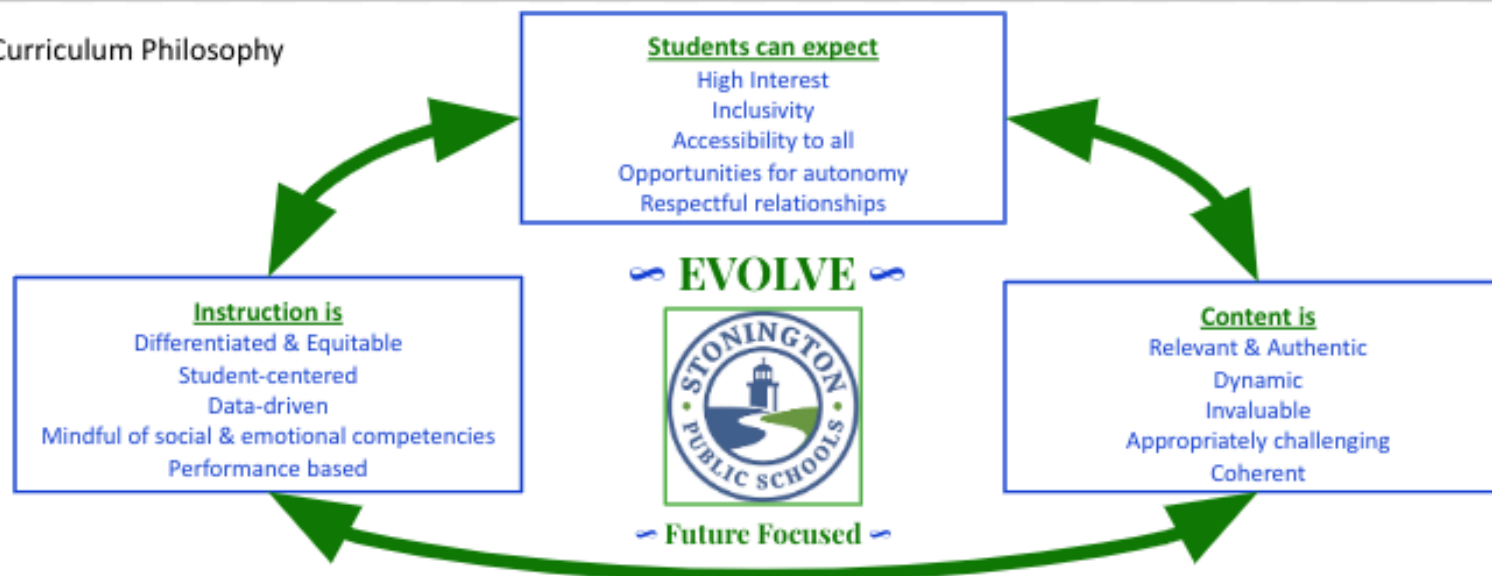 Curriculum Philosophy
Students can expect
High Interest
Inclusivity
Accessibility to all
Opportunities for autonomy
Respectful relationships
Instruction is
Differentiated & Equitable
Student-centered
Data-driven
Mindful of social & emotional competencies
Performance based
EVOLVE
STONINGTON
PUBLIC SCHOOLS
Future Focused
Content is
Relevant & Authentic
Dynamic
Invaluable
Appropriately challenging
Coherent